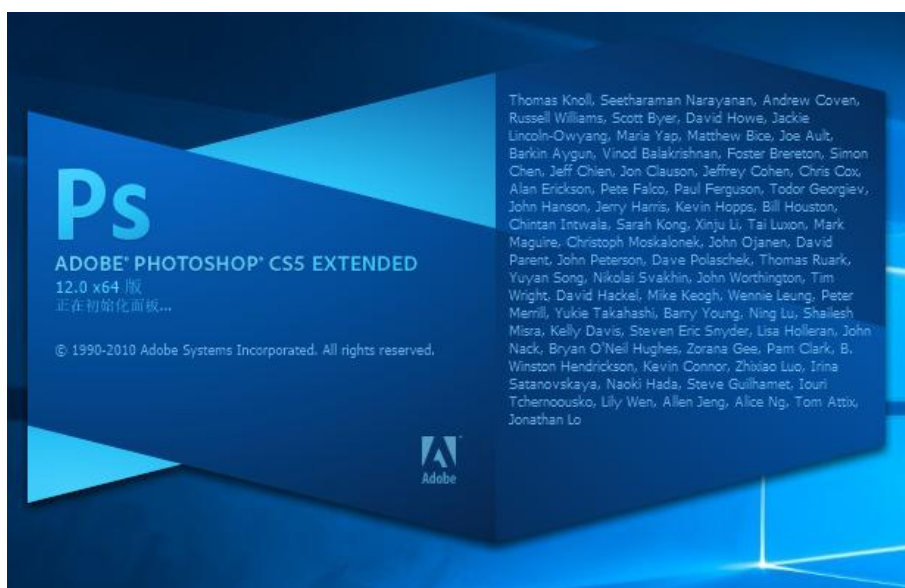 Ps
ADOBE® PHOTOSHOP® CS5 EXTENDED
12.0 x64 版
正在初始化面板...
© 1990-2010 Adobe Systems Incorporated. All rights reserved.
Adobe
Thomas Knoll, Seetharaman Narayanan, Andrew Coven,
Russell Williams, Scott Byer, David Howe, Jackie
Lincoln-Owyang, Maria Yap, Matthew Bice, Joe Ault,
Barkin Aygun, Vinod Balakrishnan, Foster Brereton, Simon
Chen, Jeff Chien, Jon Clauson, Jeffrey Cohen, Chris Cox,
Alan Erickson, Pete Falco, Paul Ferguson, Todor Georgiev,
John Hanson, Jerry Harris, Kevin Hopps, Bill Houston,
Chintan Intwala, Sarah Kong, Xinju Li, Tai Luxon, Mark
Maguire, Christoph Moskalonek, John Ojanen, David
Parent, John Peterson, Dave Polaschek, Thomas Ruark,
Yuyan Song, Nikolai Svakhin, John Worthington, Tim
Wright, David Hackel, Mike Keogh, Wennie Leung, Peter
Merrill, Yukie Takahashi, Barry Young, Ning Lu, Shailesh
Misra, Kelly Davis, Steven Eric Snyder, Lisa Holleran, John
Nack, Bryan O'Neil Hughes, Zorana Gee, Pam Clark, B.
Winston Hendrickson, Kevin Connor, Zhixiao Luo, Irina
Satanovskaya, Naoki Hada, Steve Guilhamet, Iouri
Tchernoousko, Lily Wen, Allen Jeng, Alice Ng, Tom Attix,
Jonathan Lo